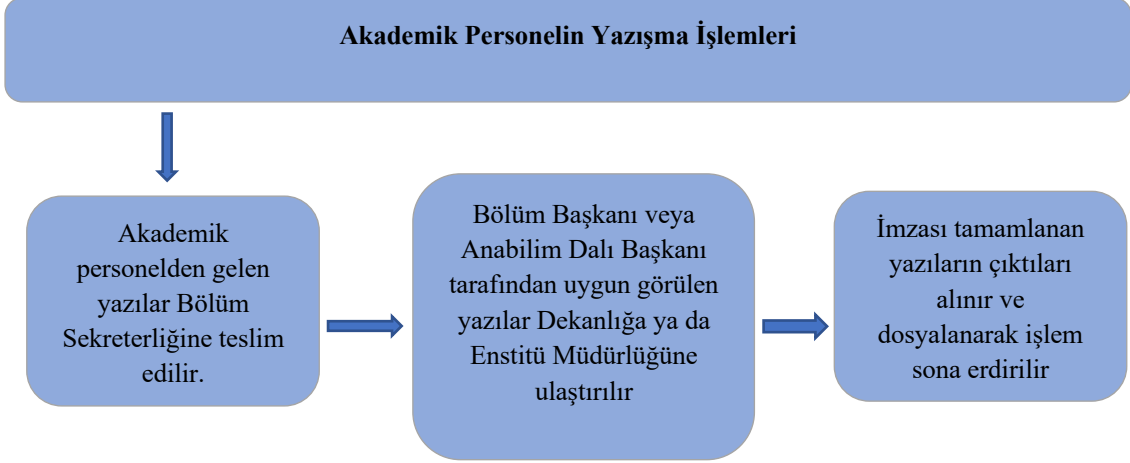 Akademik Personelin Yazışma İşlemleri
Akademik
personelden gelen
yazılar Bölüm
Sekreterliğine teslim
edilir.
Bölüm Başkanı veya
Anabilim Dalı Başkanı
tarafından uygun görülen
yazılar Dekanlığa ya da
Enstitü Müdürlüğüne
ulaştırılır
İmzası tamamlanan
yazıların çıktıları
alınır ve
dosyalanarak işlem
sona erdirilir